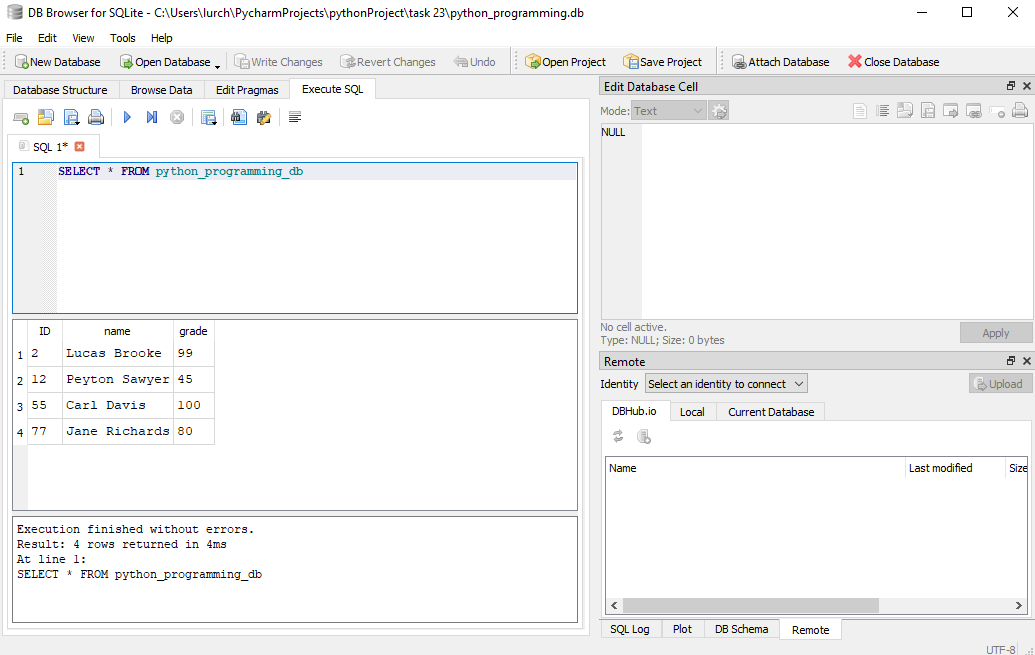 DB Browser for SQLite - C:\Users\lurch\PycharmProjects\pythonProject\task 23\python_programming.db
File Edit View Tools Help
New Database Open Database Write Changes Revert Changes Undo Open Project Save Project Attach Database Close Database
Database Structure Browse Data Edit Pragmas Execute SQL
SQL 1*
1 SELECT * FROM python_programming_db
ID name grade
1 2 Lucas Brooke 99
2 12 Peyton Sawyer 45
3 55 Carl Davis 100
4 77 Jane Richards 80
Execution finished without errors.
Result: 4 rows returned in 4ms
At line 1:
SELECT * FROM python_programming_db
Edit Database Cell
Mode: Text
NULL
No cell active.
Type: NULL; Size: 0 bytes
Apply
Remote
Identity Select an identity to connect Upload
DBHub.io Local Current Database
Name Last modified Size
SQL Log Plot DB Schema Remote
UTF-8